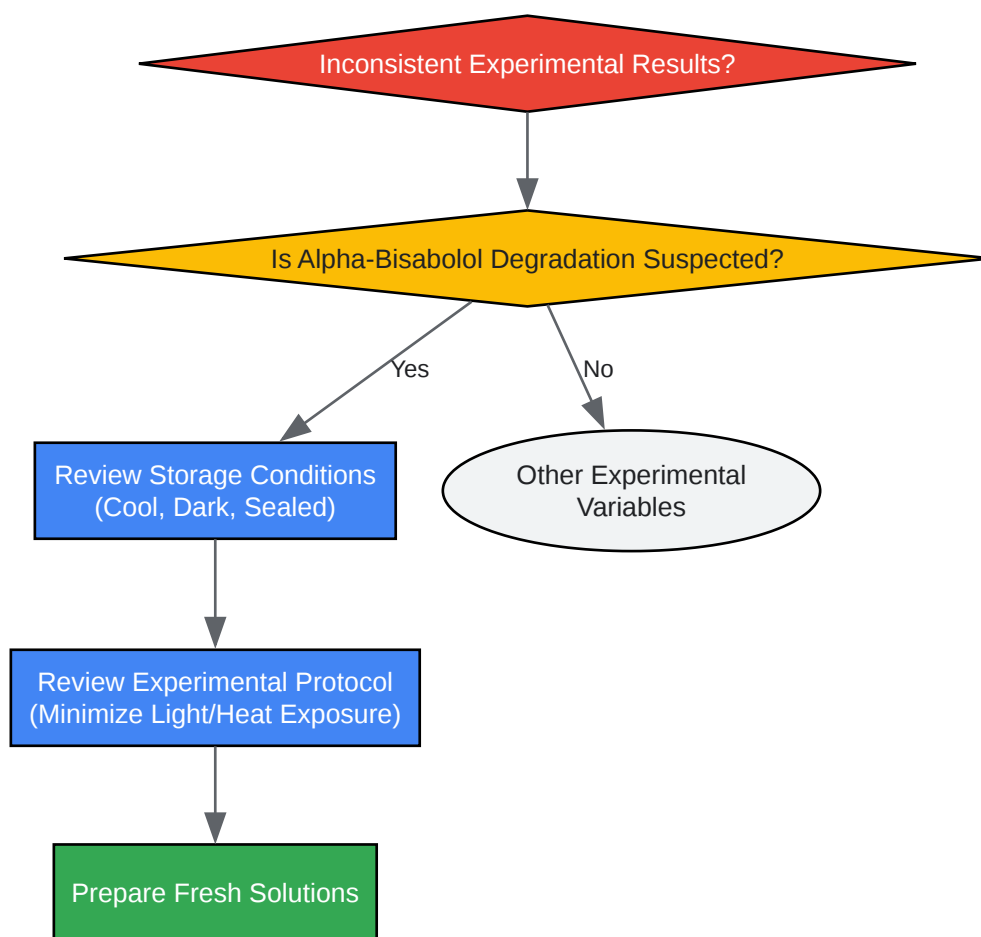 Inconsistent Experimental Results?
Is Alpha-Bisabolol Degradation Suspected?
Yes
No
Review Storage Conditions
(Cool, Dark, Sealed)
Other Experimental
Variables
Review Experimental Protocol
(Minimize Light/Heat Exposure)
Prepare Fresh Solutions